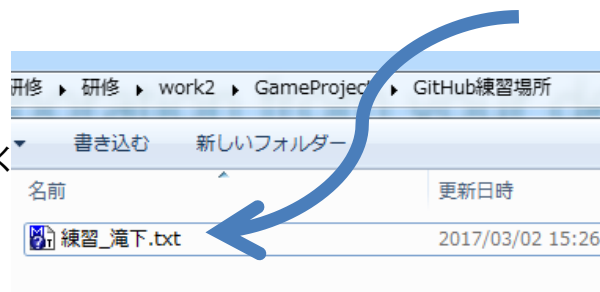 研修 ▸ 研修 ▸ work2 ▸ GameProject ▸ GitHub練習場所
書き込む 新しいフォルダー
く
名前 更新日時
練習_滝下.txt 2017/03/02 15:26